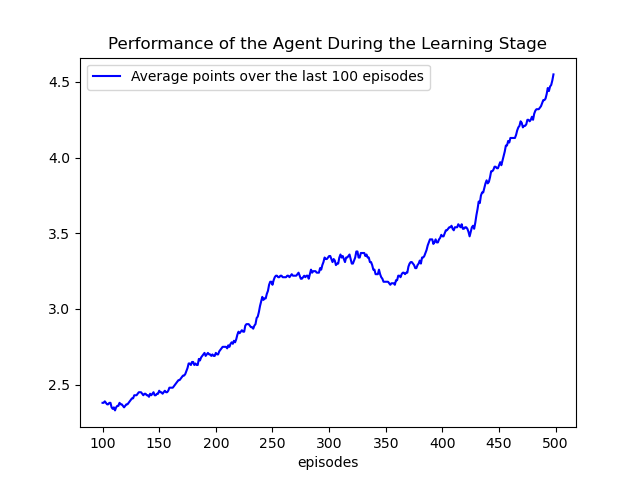 Performance of the Agent During the Learning Stage
Average points over the last 100 episodes
4.5
4.0
3.5
3.0
2.5
100 150 200 250 300 350 400 450 500
episodes